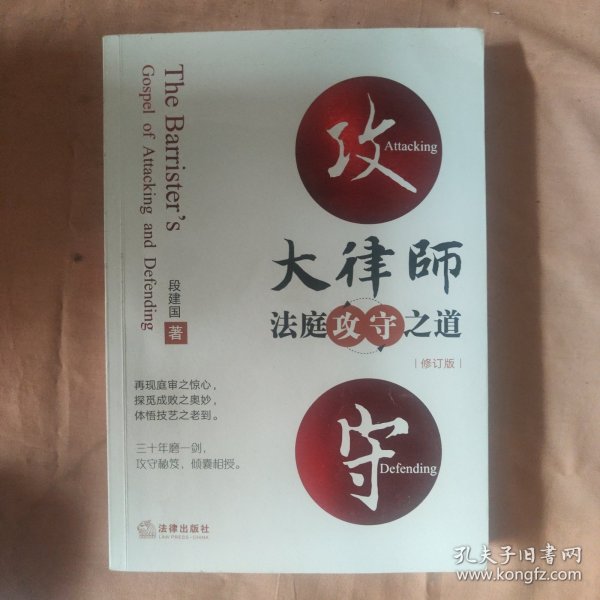 The Barrister's
Gospel of Attacking and Defending
攻
Attacking
大律師
法庭攻守之道
修订版
段建国
著
再现庭审之惊心，
探觅成败之奥妙，
体悟技艺之老到。
三十年磨一剑，
攻守秘笈，倾囊相授。
守
Defending
法律出版社
LAW PRESS·CHINA
孔夫子旧书网
www.kongfz.com